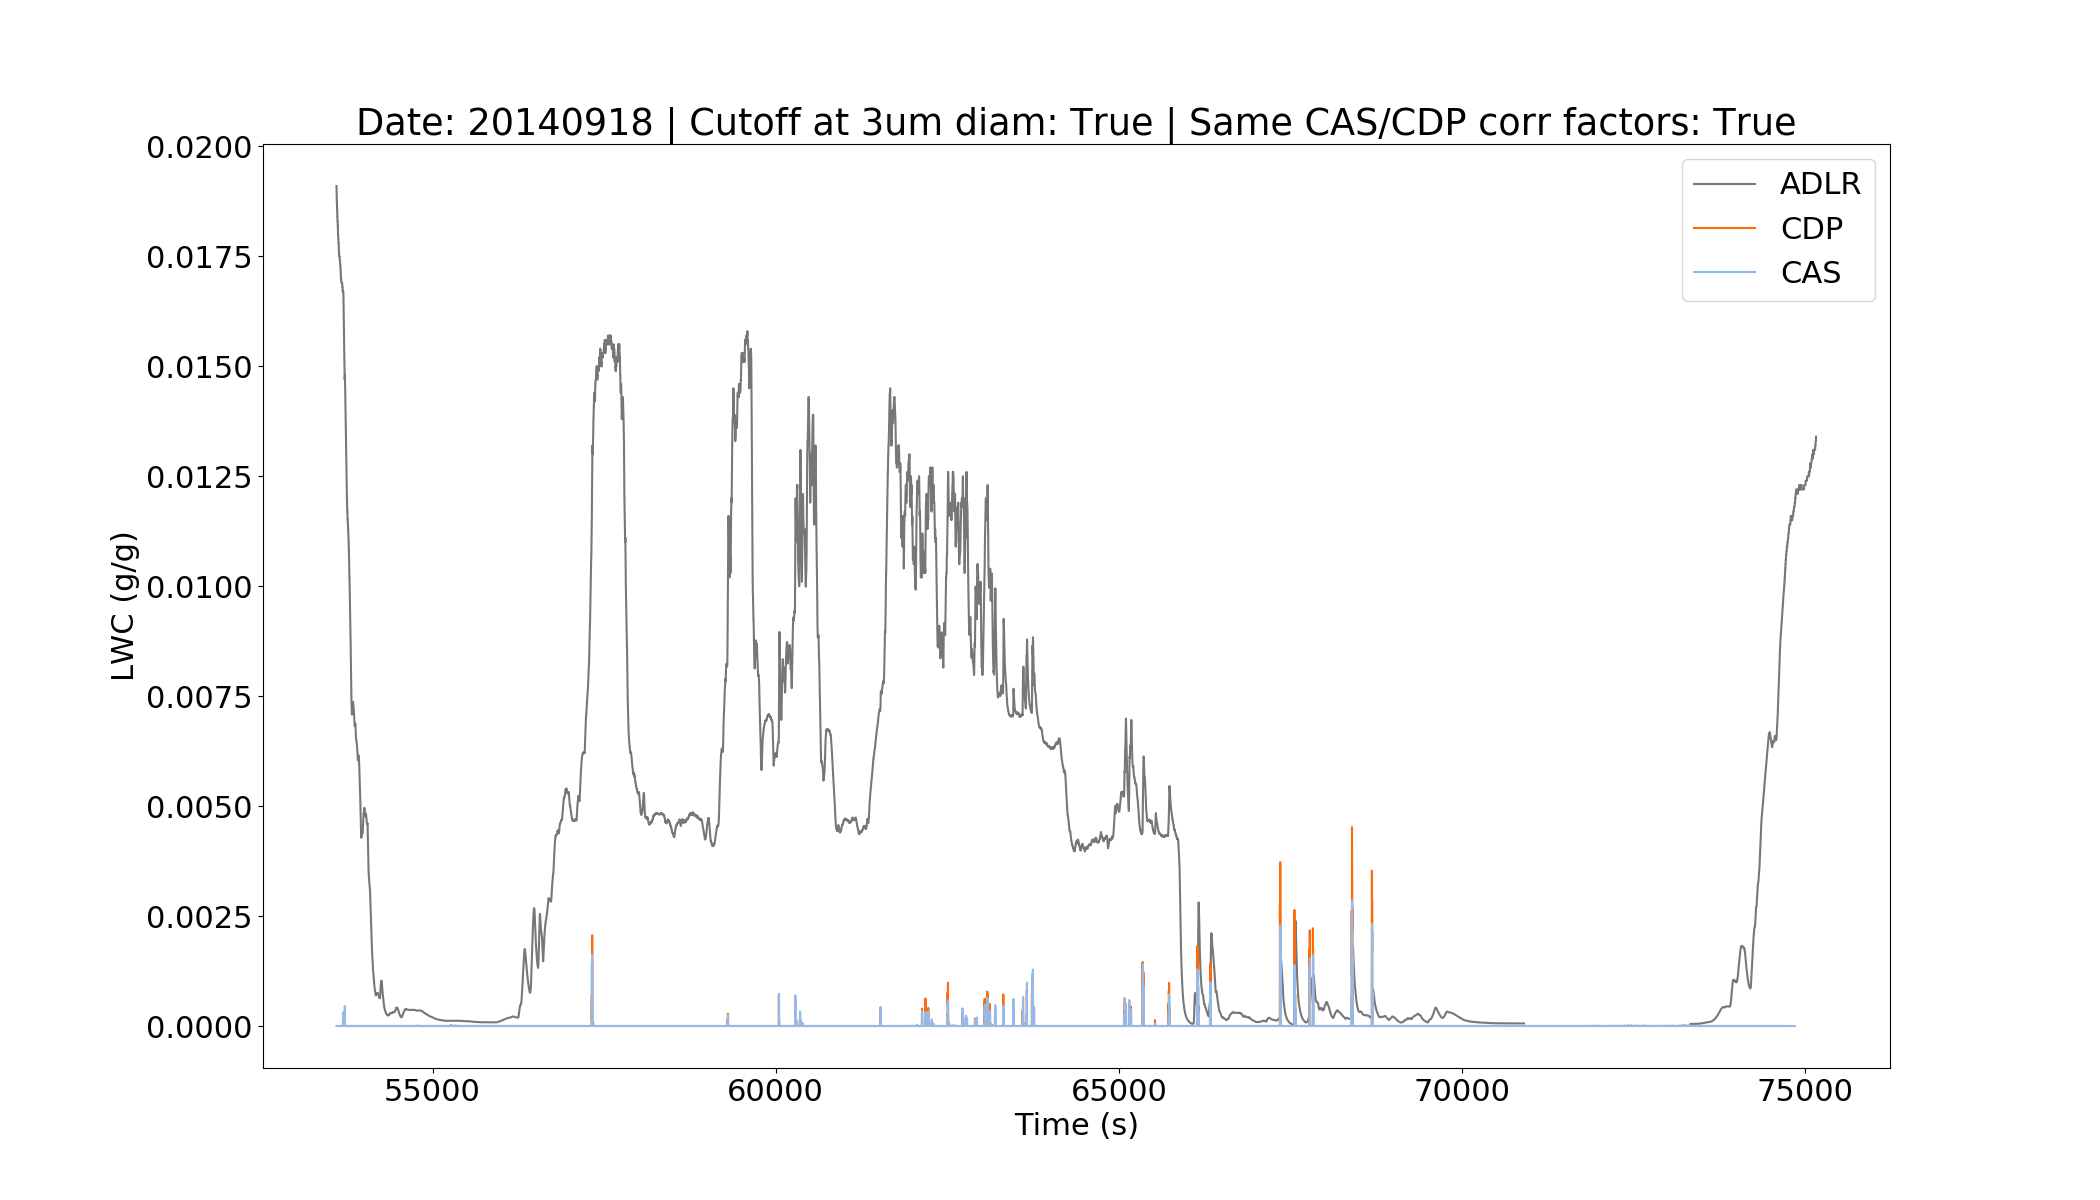 Date: 20140918 | Cutoff at 3um diam: True | Same CAS/CDP corr factors: True
0.0200
0.0175
0.0150
0.0125
0.0100
0.0075
0.0050
0.0025
0.0000
LWC (g/g)
ADLR
CDP
CAS
55000 60000 65000 70000 75000
Time (s)